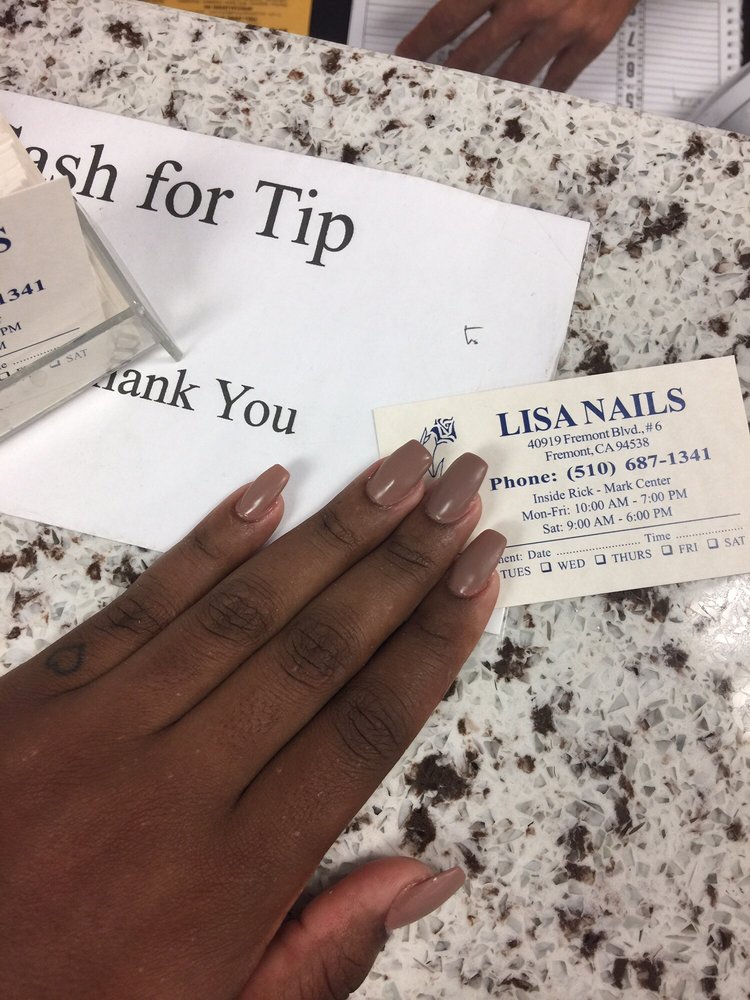 ash for Tip
hank You
S
1341
PM
M
SAT
LISA NAILS
40919 Fremont Blvd., # 6
Fremont, CA 94538
Phone: (510) 687-1341
Inside Rick - Mark Center
Mon-Fri: 10:00 AM - 7:00 PM
Sat: 9:00 AM - 6:00 PM
ment: Date Time
TUES WED THURS FRI SAT